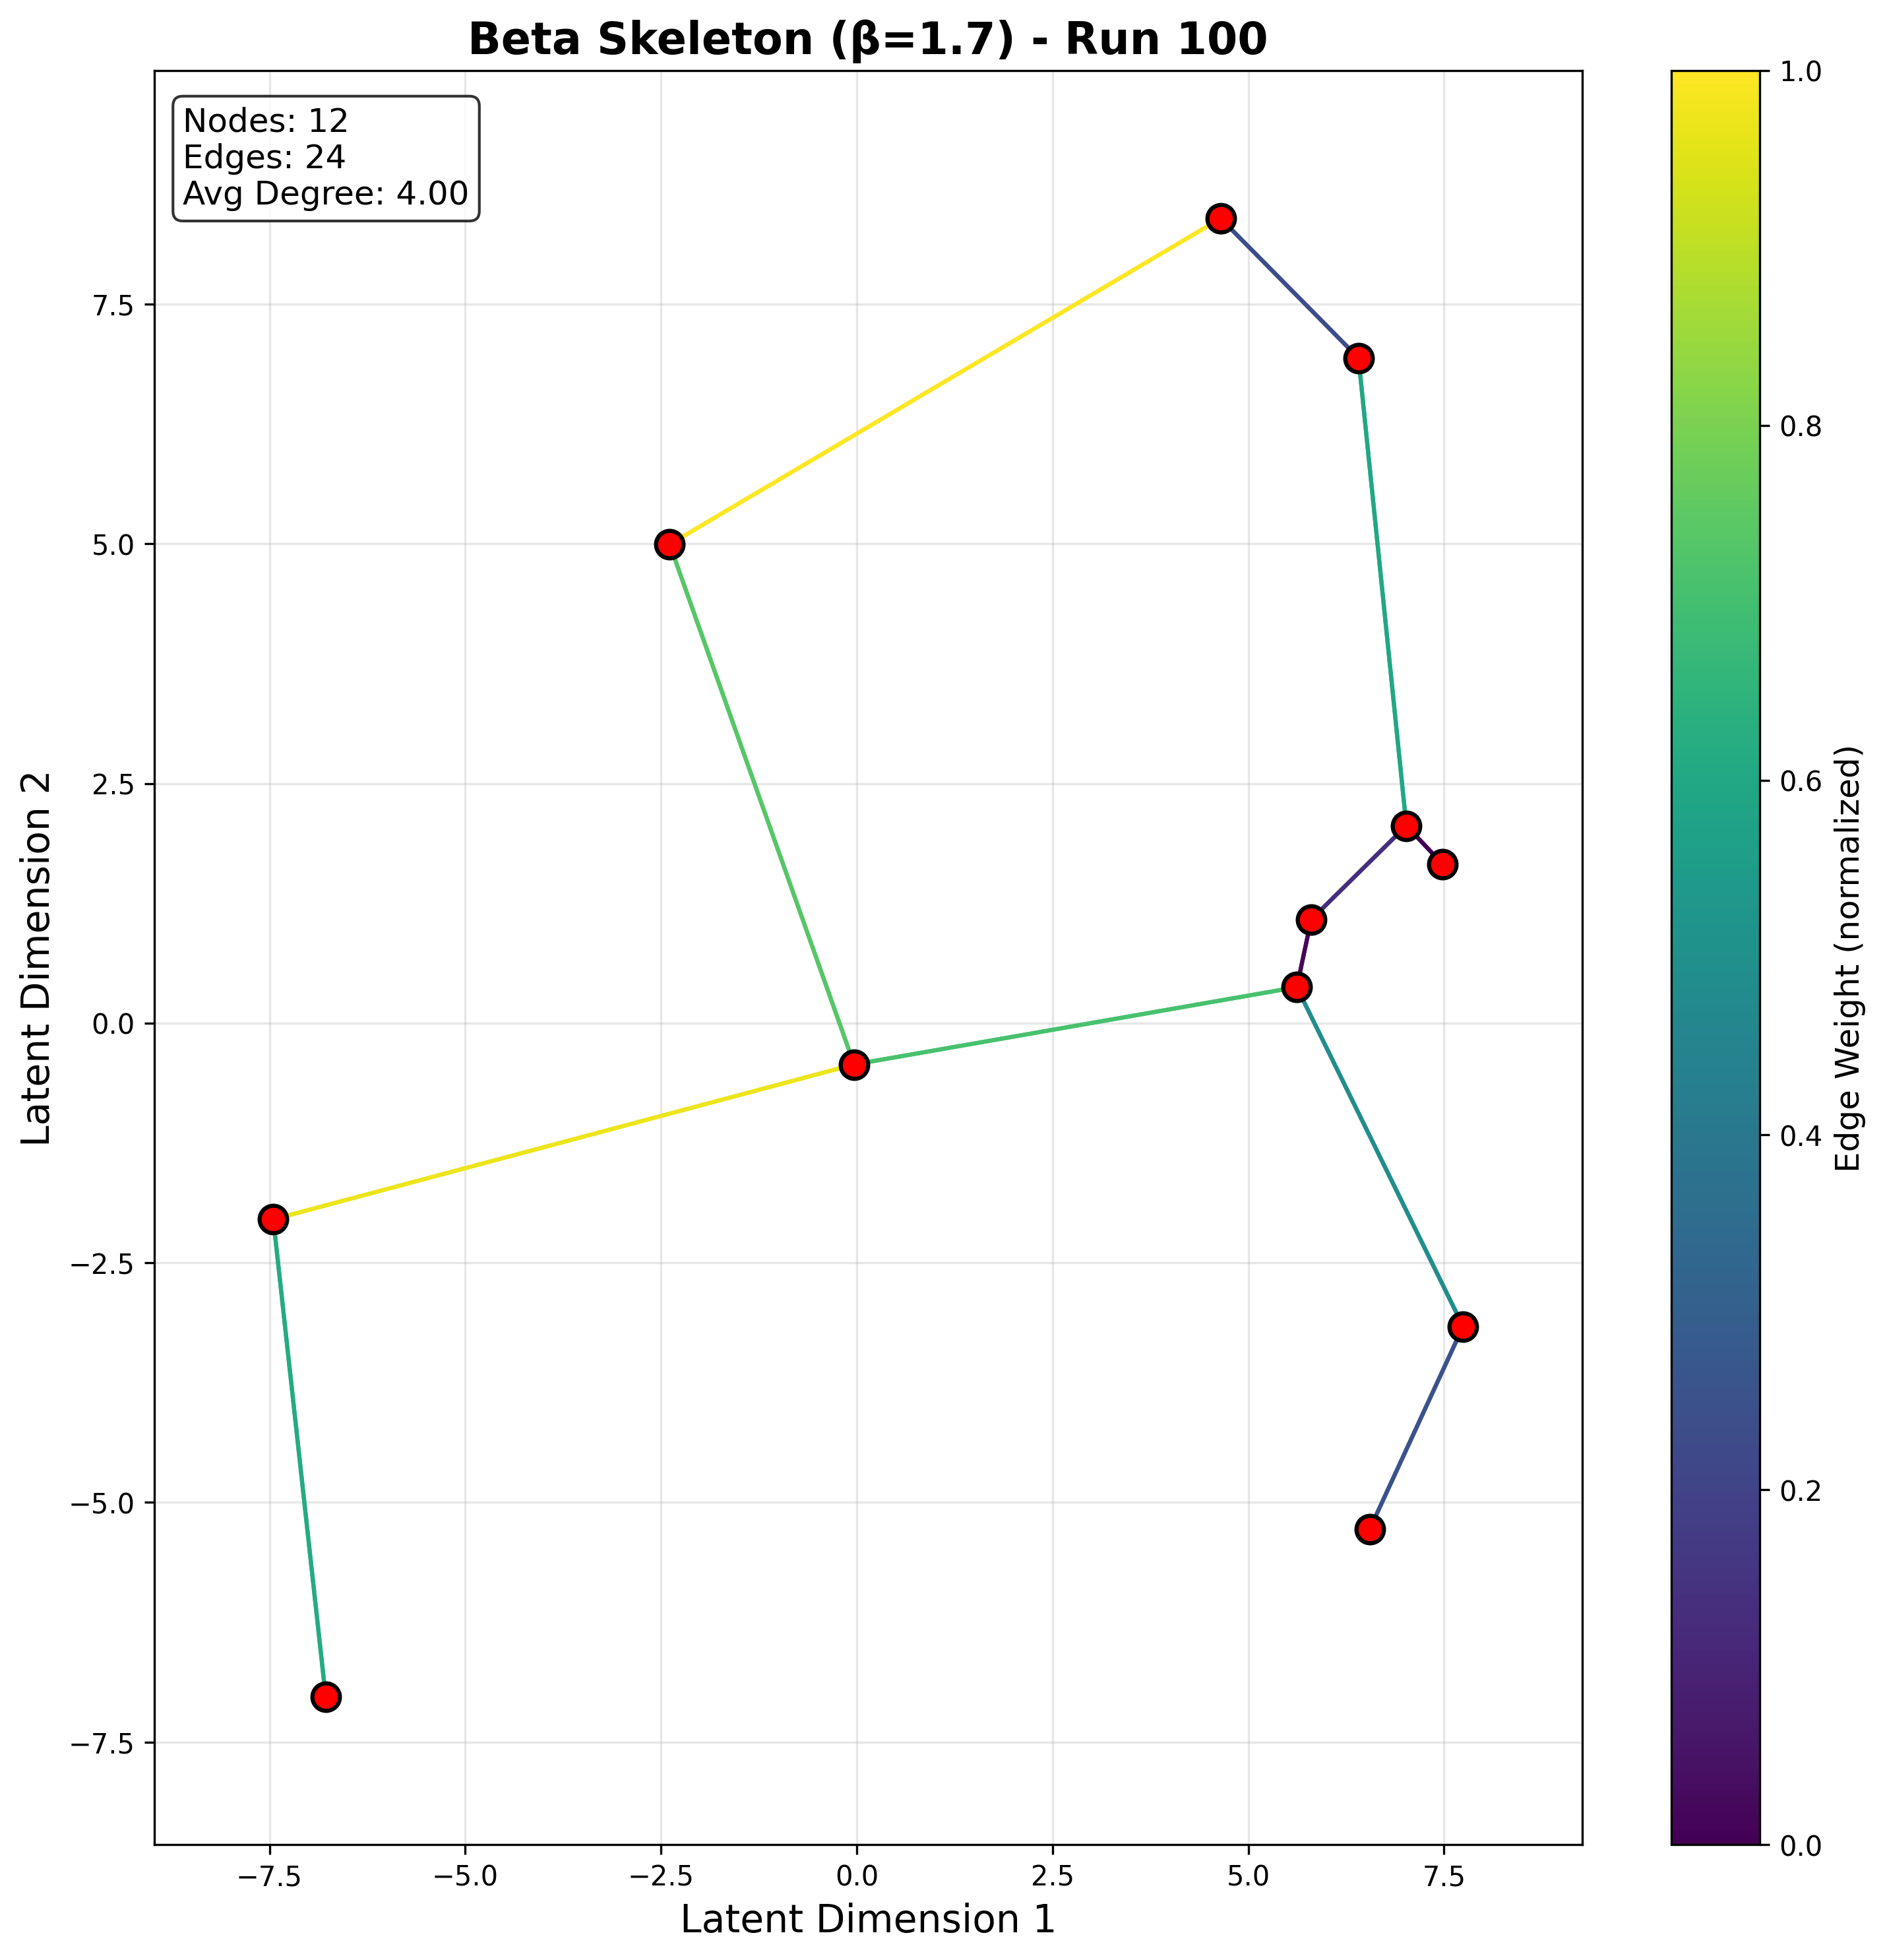 Beta Skeleton (β=1.7) - Run 100
Nodes: 12
Edges: 24
Avg Degree: 4.00
7.5
5.0
2.5
0.0
−2.5
−5.0
−7.5
Latent Dimension 2
−7.5
−5.0
−2.5
0.0
2.5
5.0
7.5
Latent Dimension 1
1.0
0.8
0.6
0.4
0.2
0.0
Edge Weight (normalized)